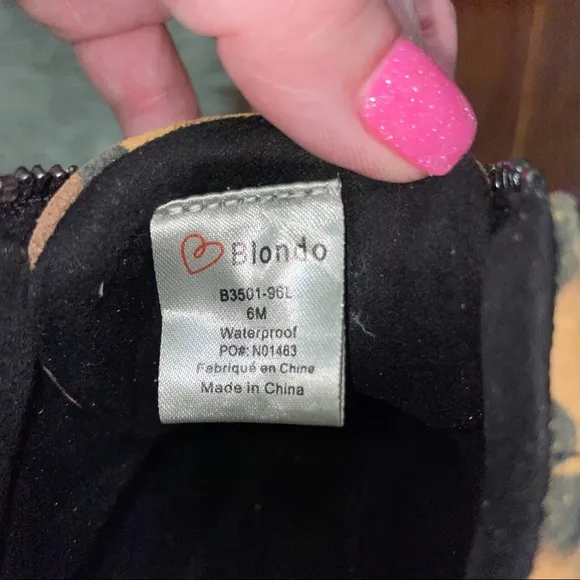 Blondo
B3501-96L
6M
Waterproof
PO#: N01463
Fabriqué en Chine
Made in China